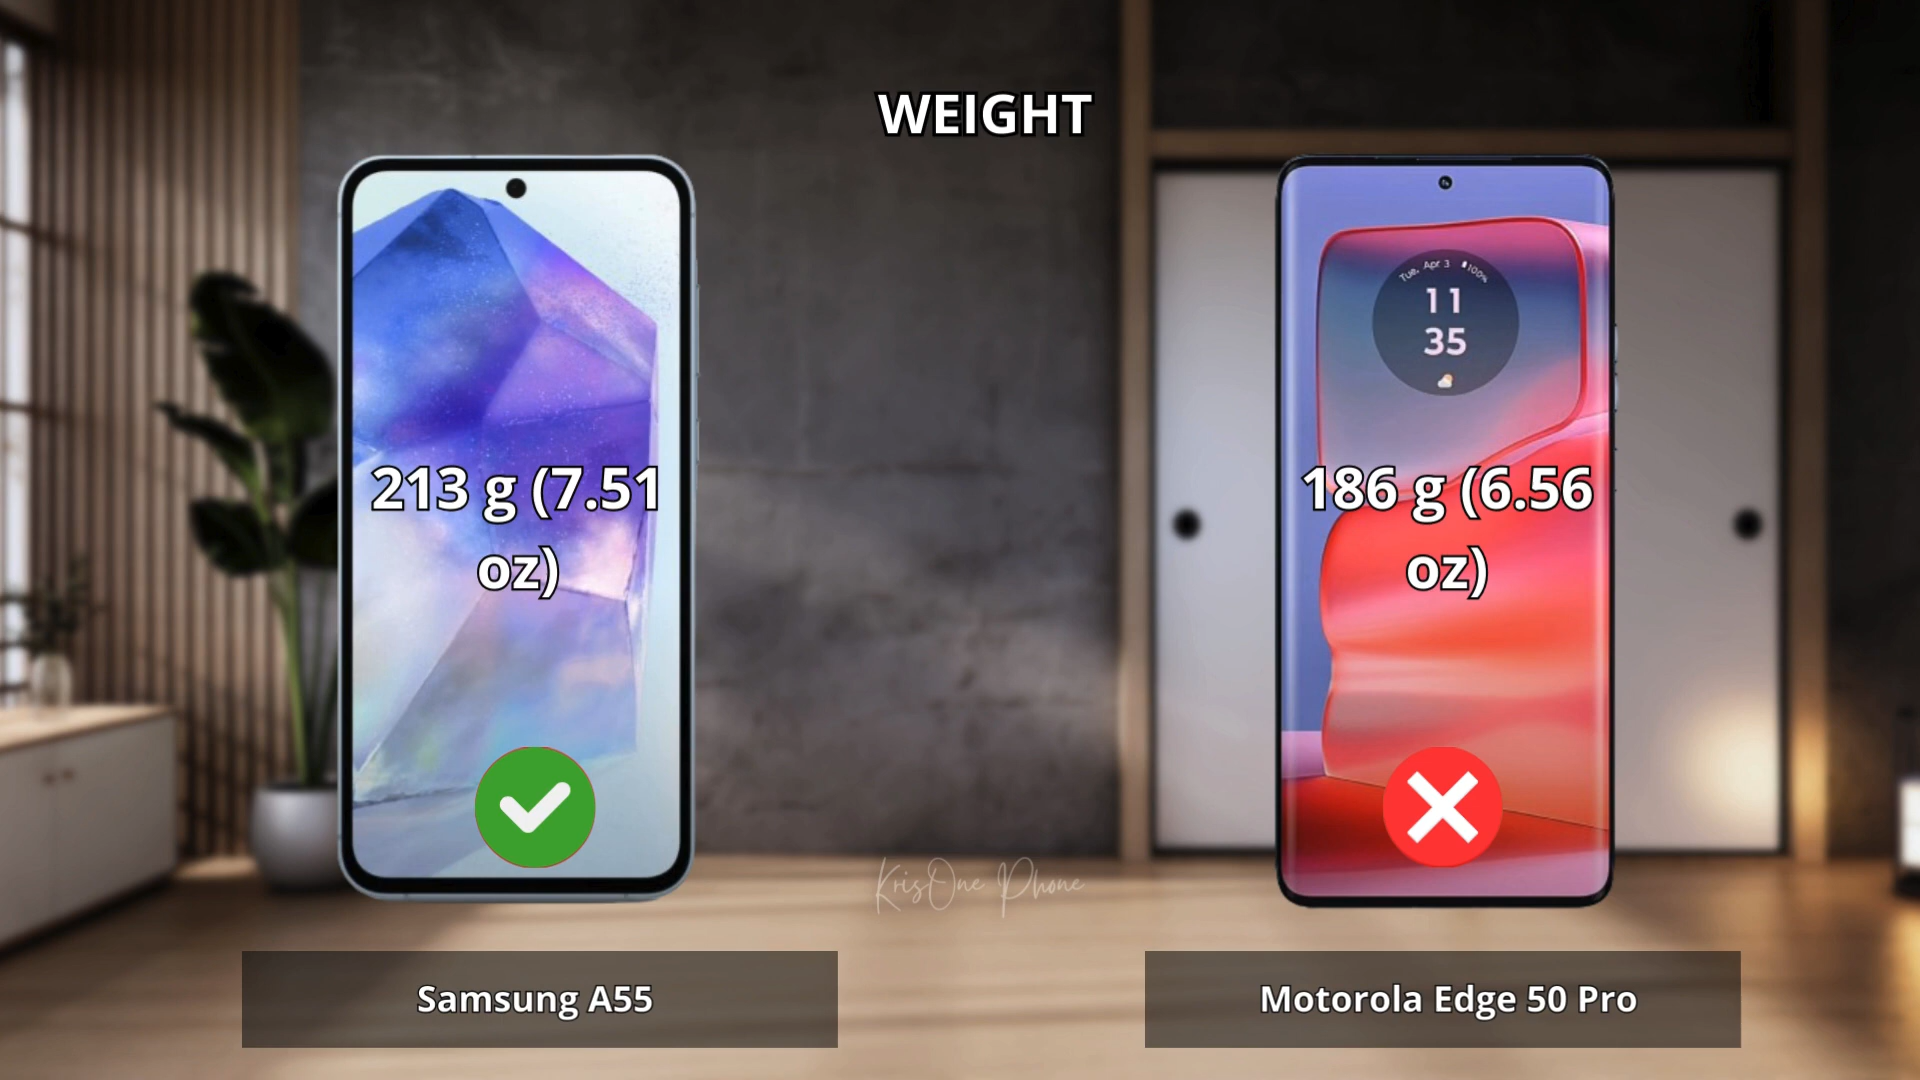 WEIGHT
Tue, Apr 3 100%
11
35
213 g (7.51
oz)
186 g (6.56
oz)
KrisOne Phone
Samsung A55
Motorola Edge 50 Pro